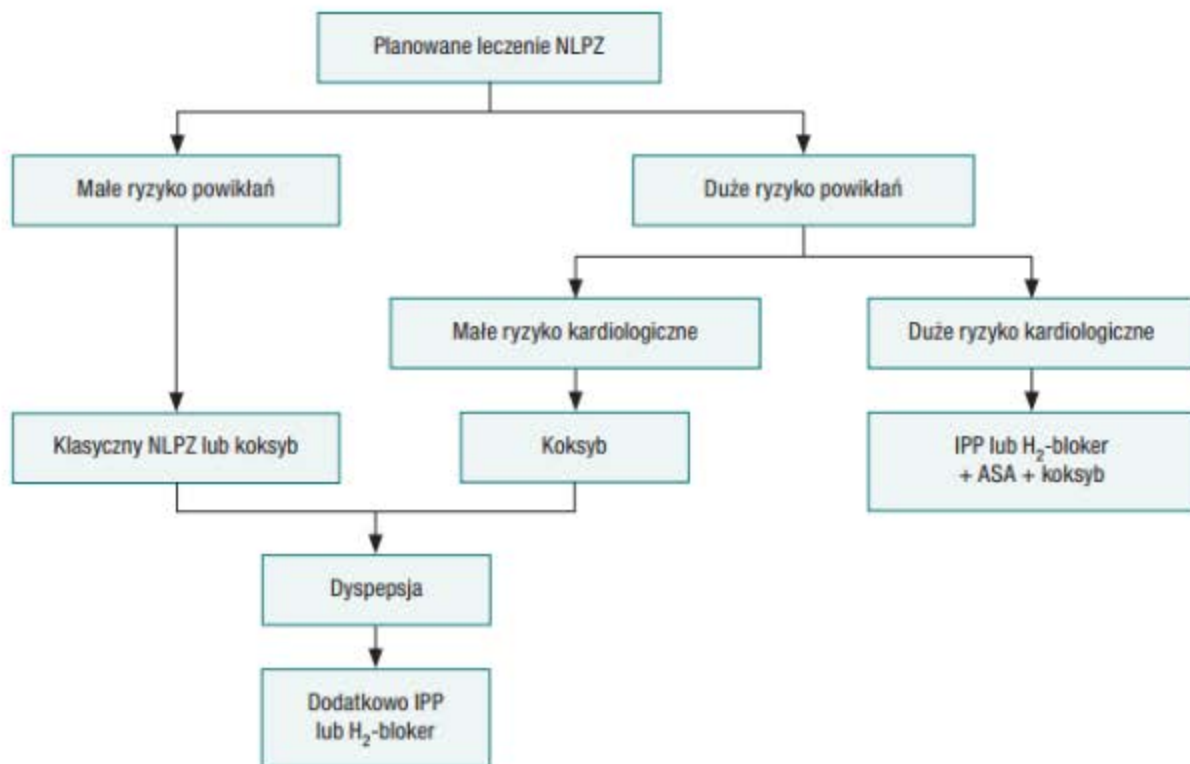 Planowane leczenie NLPZ
Małe ryzyko powikłań
Duże ryzyko powikłań
Małe ryzyko kardiologiczne
Duże ryzyko kardiologiczne
Klasyczny NLPZ lub koksyb
Koksyb
IPP lub H₂-bloker
+ ASA + koksyb
Dyspepsja
Dodatkowo IPP
lub H₂-bloker